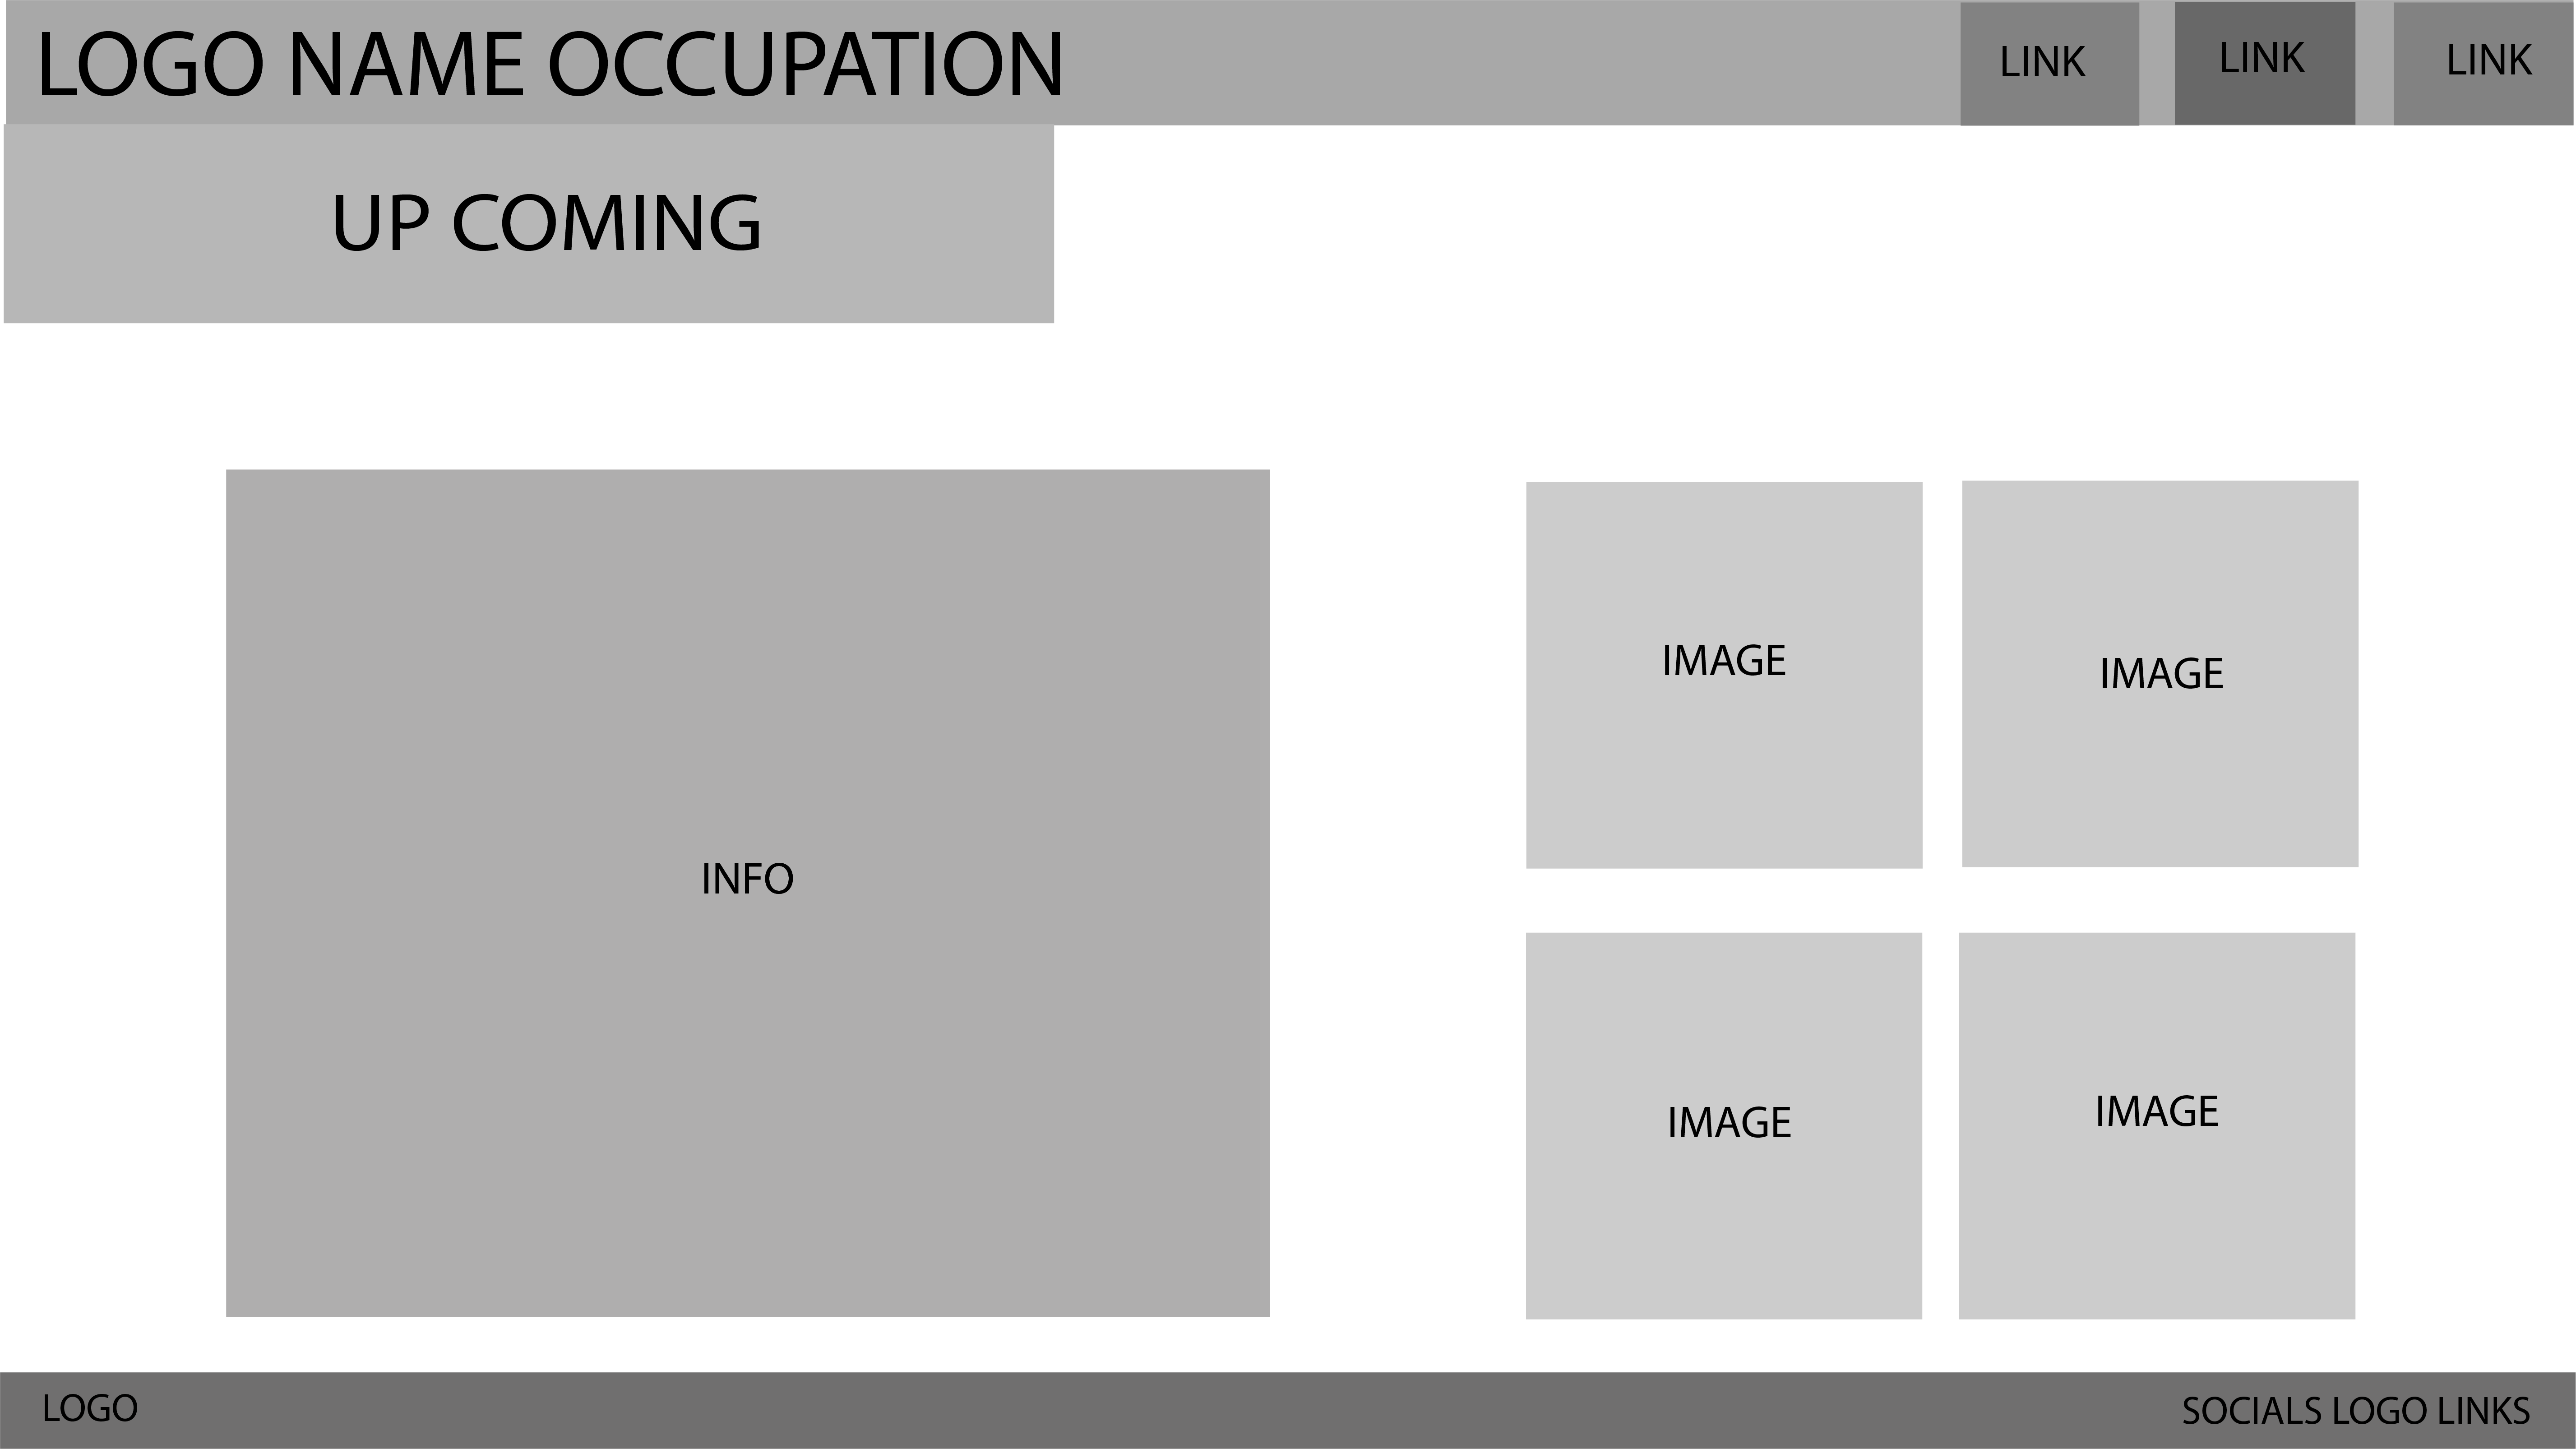 LOGO NAME OCCUPATION
LINK
LINK
LINK
UP COMING
INFO
IMAGE
IMAGE
IMAGE
IMAGE
LOGO
SOCIALS LOGO LINKS